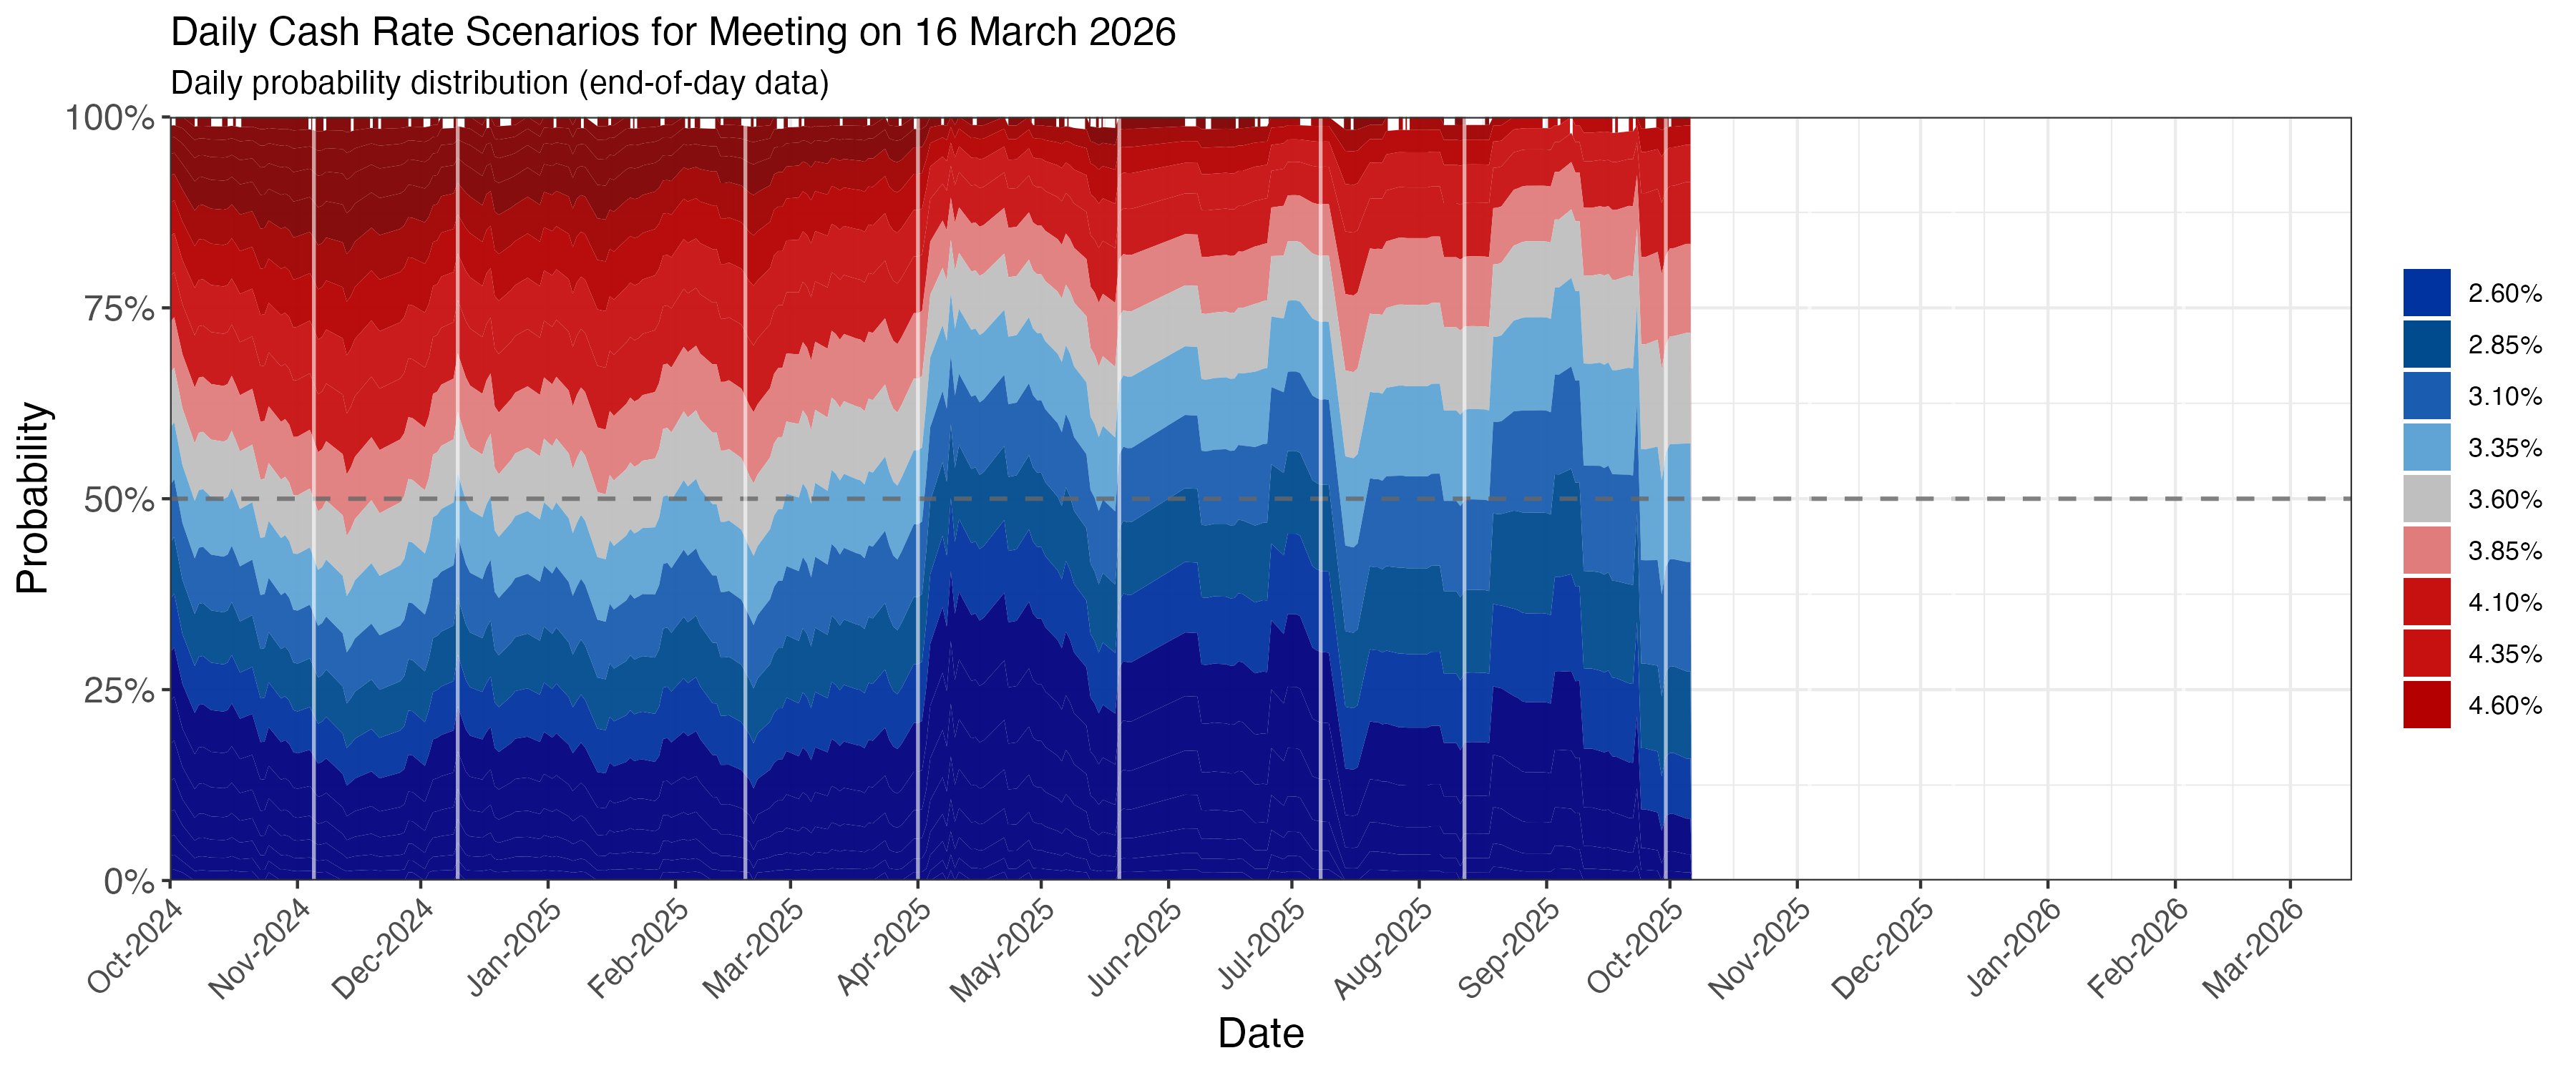 Daily Cash Rate Scenarios for Meeting on 16 March 2026
Daily probability distribution (end-of-day data)
Probability
100%
75%
50%
25%
0%
Oct-2024
Nov-2024
Dec-2024
Jan-2025
Feb-2025
Mar-2025
Apr-2025
May-2025
Jun-2025
Jul-2025
Aug-2025
Sep-2025
Oct-2025
Nov-2025
Dec-2025
Jan-2026
Feb-2026
Mar-2026
Date
2.60%
2.85%
3.10%
3.35%
3.60%
3.85%
4.10%
4.35%
4.60%